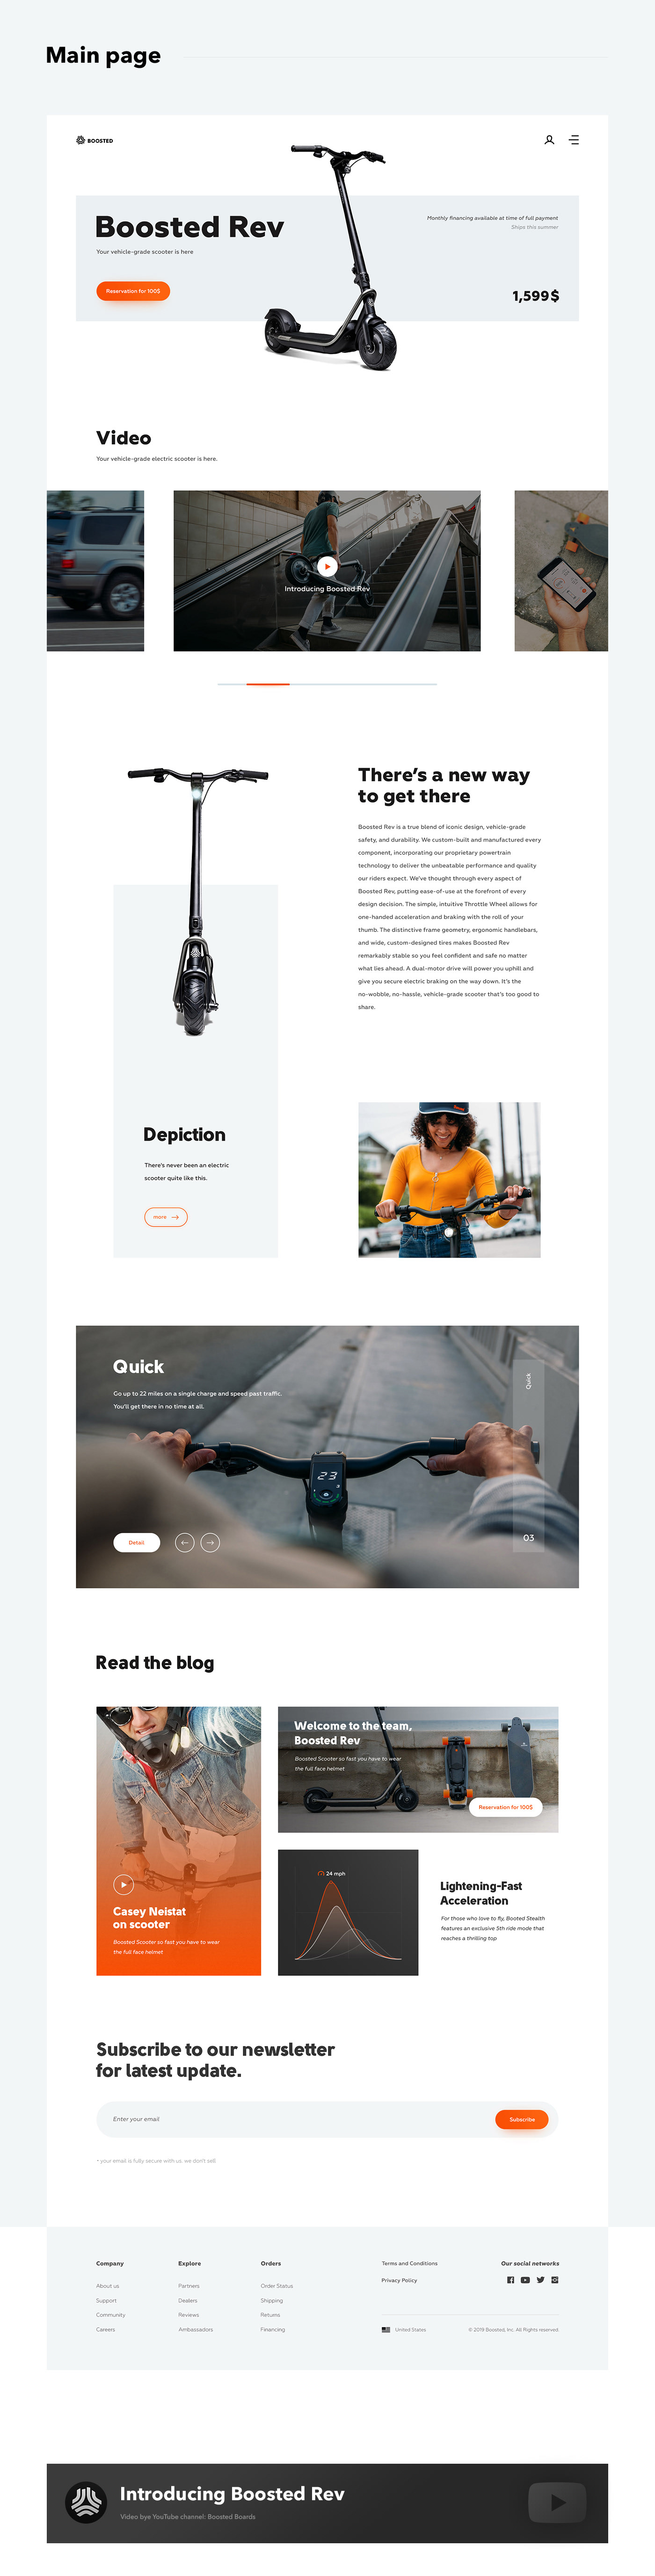 Main page
BOOSTED
Boosted Rev
Your vehicle-grade scooter is here
Reservation for 100$
Monthly financing available at time of full payment
Ships this summer
1,599$
Video
Your vehicle-grade electric scooter is here.
Introducing Boosted Rev
There's a new way
to get there
Boosted Rev is a true blend of iconic design, vehicle-grade
safety, and durability. We custom-built and manufactured every
component, incorporating our proprietary powertrain
technology to deliver the unbeatable performance and quality
our riders expect. We've thought through every aspect of
Boosted Rev, putting ease-of-use at the forefront of every
design decision. The simple, intuitive Throttle Wheel allows for
one-handed acceleration and braking with the roll of your
thumb. The distinctive frame geometry, ergonomic handlebars,
and wide, custom-designed tires makes Boosted Rev
remarkably stable so you feel confident and safe no matter
what lies ahead. A dual-motor drive will power you uphill and
give you secure electric braking on the way down. It's the
no-wobble, no-hassle, vehicle-grade scooter that's too good to
share.
Depiction
There's never been an electric
scooter quite like this.
more
Quick
Go up to 22 miles on a single charge and speed past traffic.
You'll get there in no time at all.
23
Detail
Quick
03
Read the blog
Casey Neistat
on scooter
Boosted Scooter so fast you have to wear
the full face helmet
Welcome to the team,
Boosted Rev
Boosted Scooter so fast you have to wear
the full face helmet
Reservation for 100$
24 mph
Lightening-Fast
Acceleration
For those who love to fly, Booted Stealth
features an exclusive 5th ride mode that
reaches a thrilling top
Subscribe to our newsletter
for latest update.
Enter your email
Subscribe
* your email is fully secure with us, we don't sell
Company
About us
Support
Community
Careers
Explore
Partners
Dealers
Reviews
Ambassadors
Orders
Order Status
Shipping
Returns
Financing
Terms and Conditions
Privacy Policy
Our social networks
United States
© 2019 Boosted, Inc. All Rights reserved.
Introducing Boosted Rev
Video bye YouTube channel: Boosted Boards